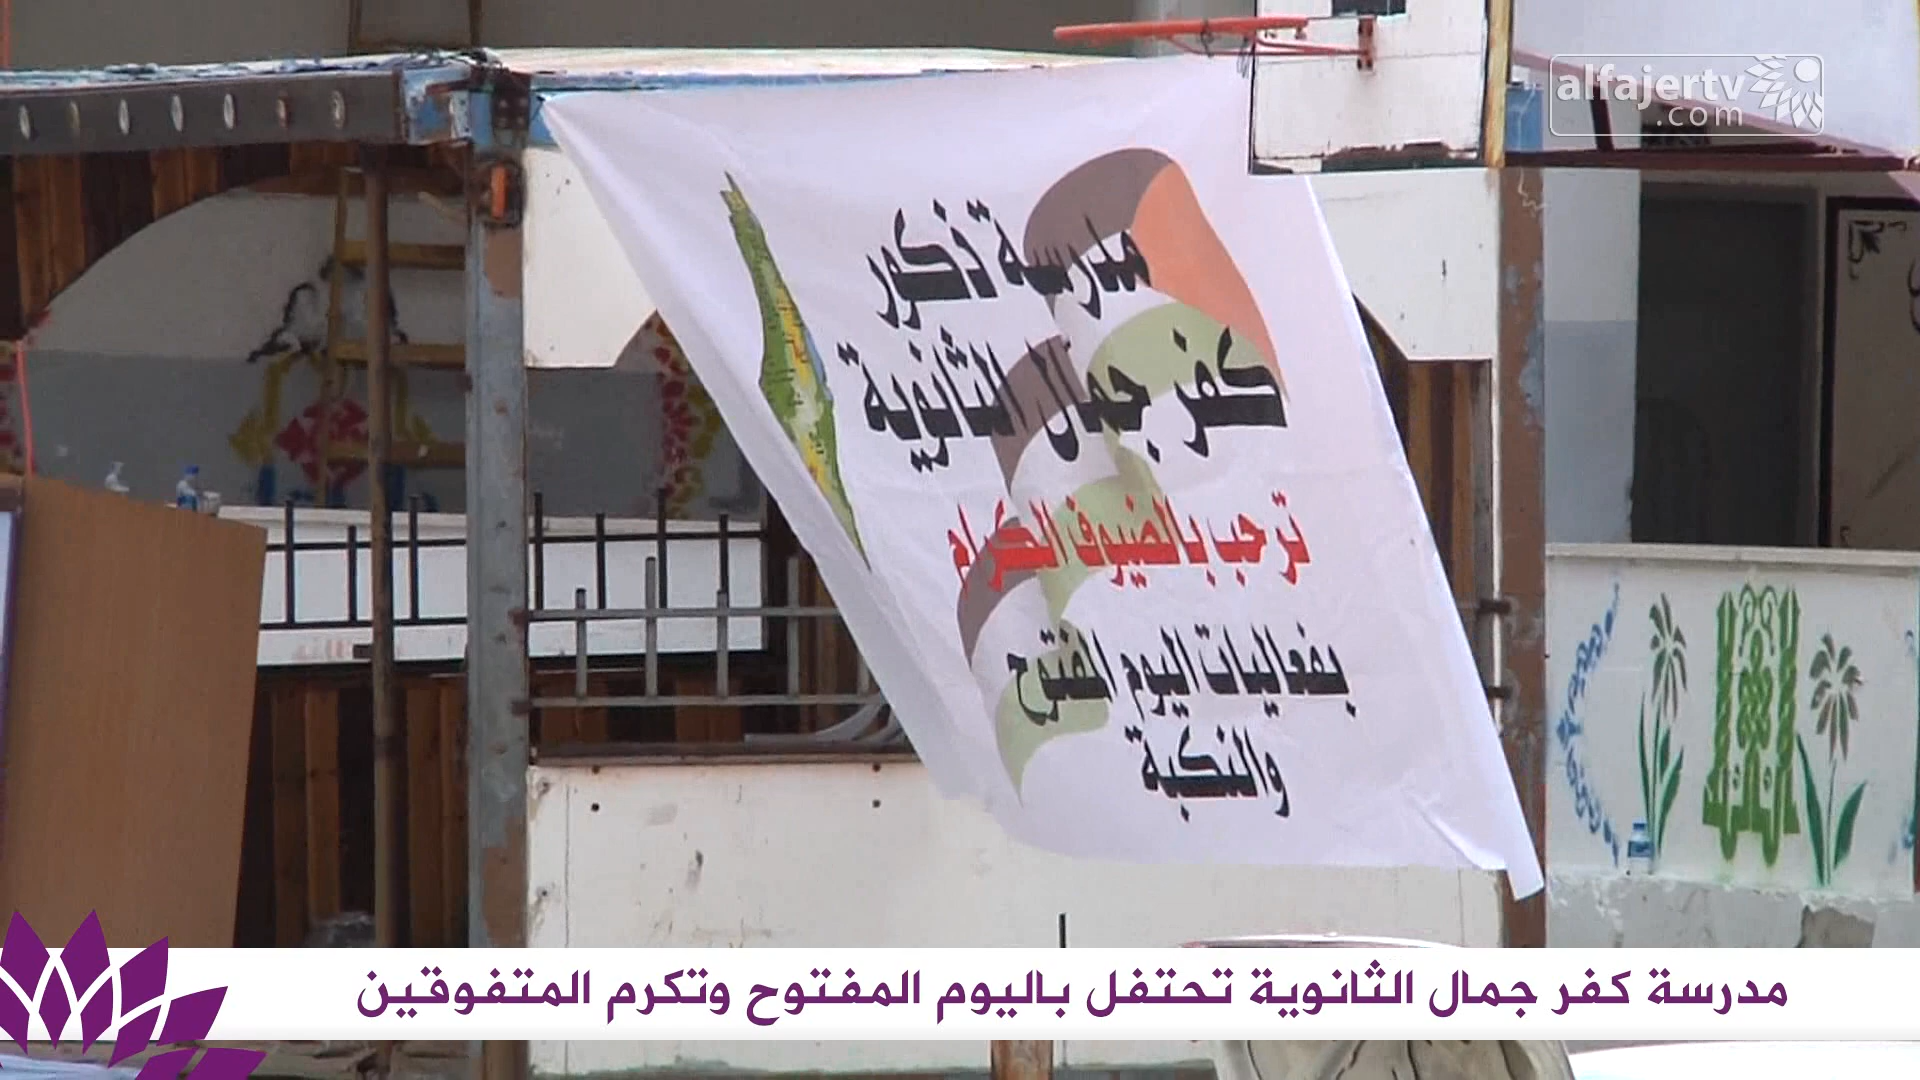 alfajertv
.com
مدرسة ذكور
كفر جمال الثانوية
ترحب بالضيوف الكرام
بفعاليات اليوم المفتوح
والنكبة
مدرسة كفر جمال الثانوية تحتفل باليوم المفتوح وتكرم المتفوقين